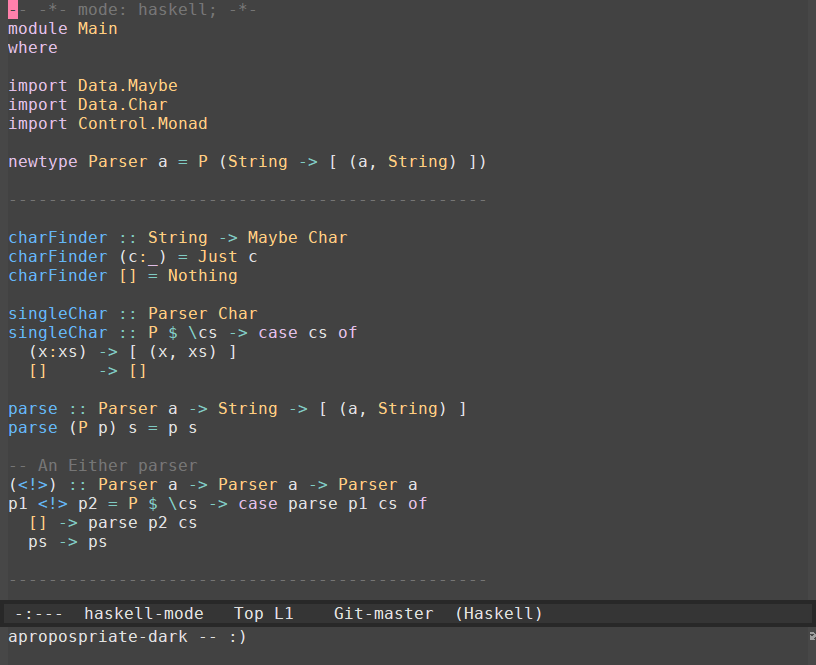 -- -*- mode: haskell; -*-
module Main
where
import Data.Maybe
import Data.Char
import Control.Monad
newtype Parser a = P (String -> [ (a, String) ])
------------------------------------------------
charFinder :: String -> Maybe Char
charFinder (c:_) = Just c
charFinder [] = Nothing
singleChar :: Parser Char
singleChar :: P $ \cs -> case cs of
  (x:xs) -> [ (x, xs) ]
  []     -> []
parse :: Parser a -> String -> [ (a, String) ]
parse (P p) s = p s
-- An Either parser
(<!>) :: Parser a -> Parser a -> Parser a
p1 <!> p2 = P $ \cs -> case parse p1 cs of
  [] -> parse p2 cs
  ps -> ps
------------------------------------------------
-:---  haskell-mode   Top L1    Git-master  (Haskell)
apropospriate-dark -- :)